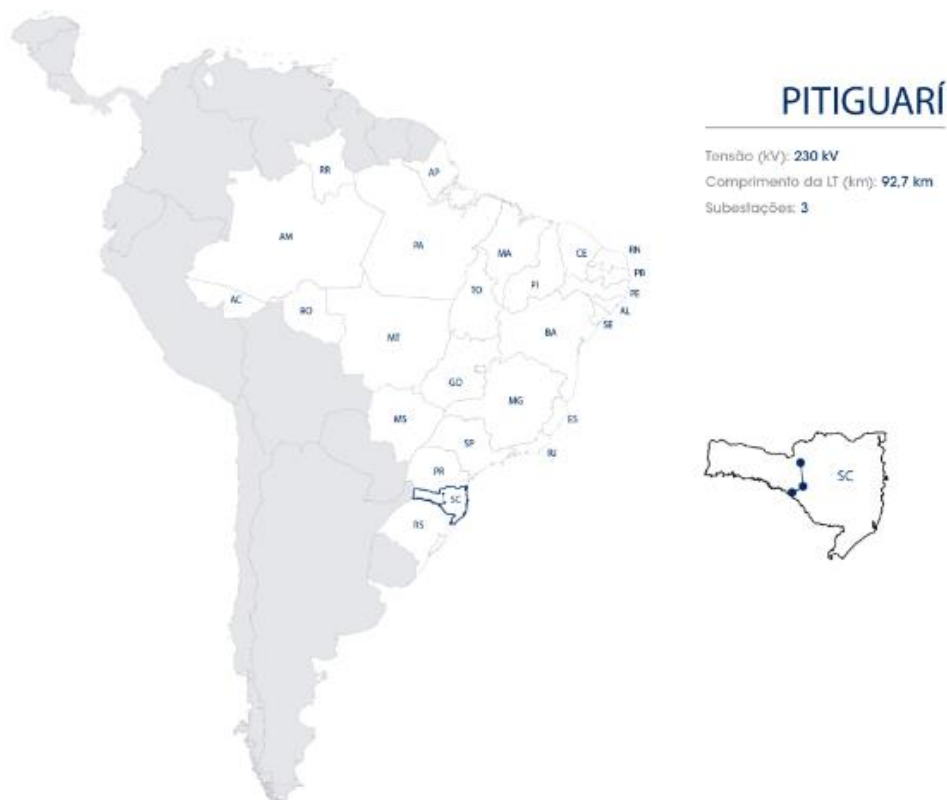 PITIGUARÍ
Tensão (kV): 230 kV
Comprimento da LT (km): 92,7 km
Subestações: 3
RR
AP
AM
PA
MA
CE
RN
PB
PE
AL
SE
PI
TO
AC
RO
MT
BA
GO
MG
ES
MS
SP
RJ
PR
SC
RS
SC